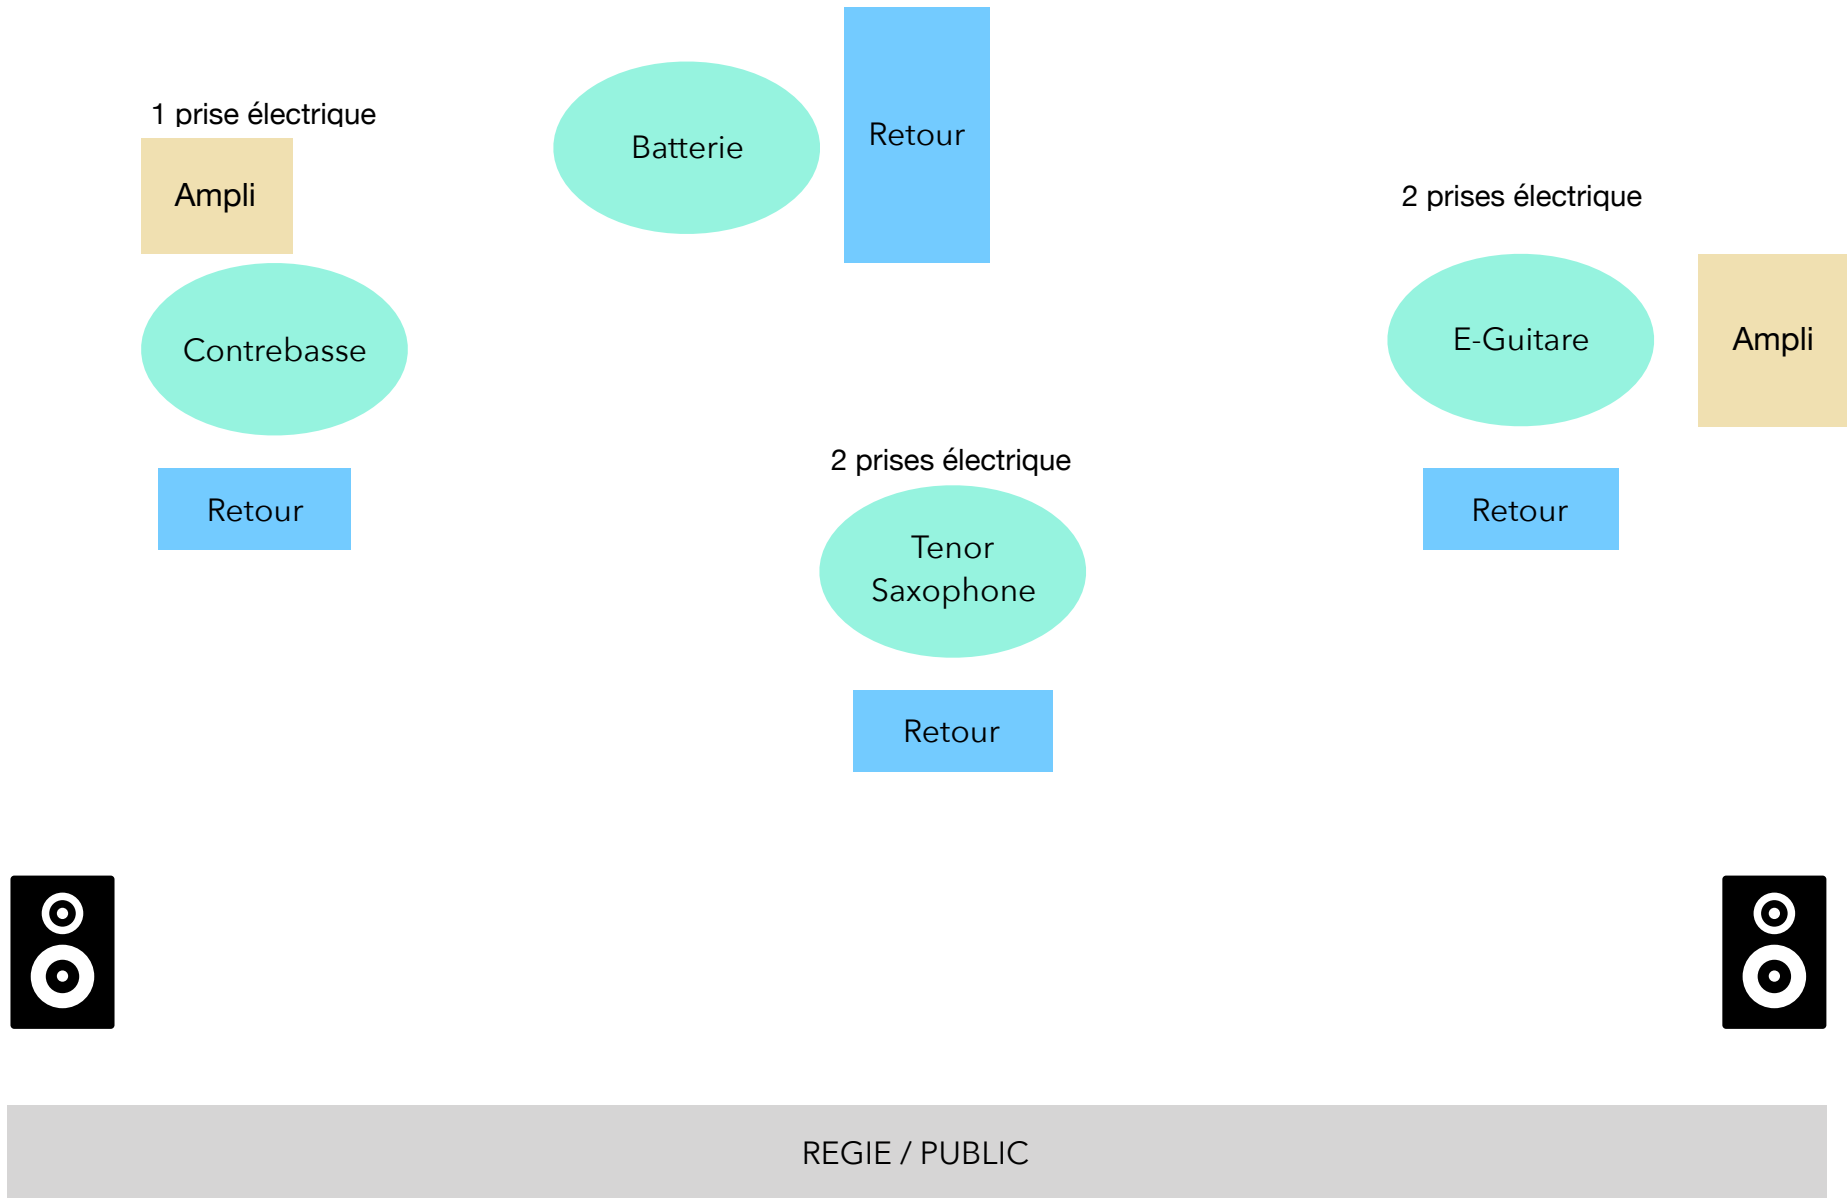 1 prise électrique
Ampli
Batterie
Retour
2 prises électrique
Contrebasse
E-Guitare
Ampli
Retour
2 prises électrique
Retour
Tenor
Saxophone
Retour
REGIE / PUBLIC